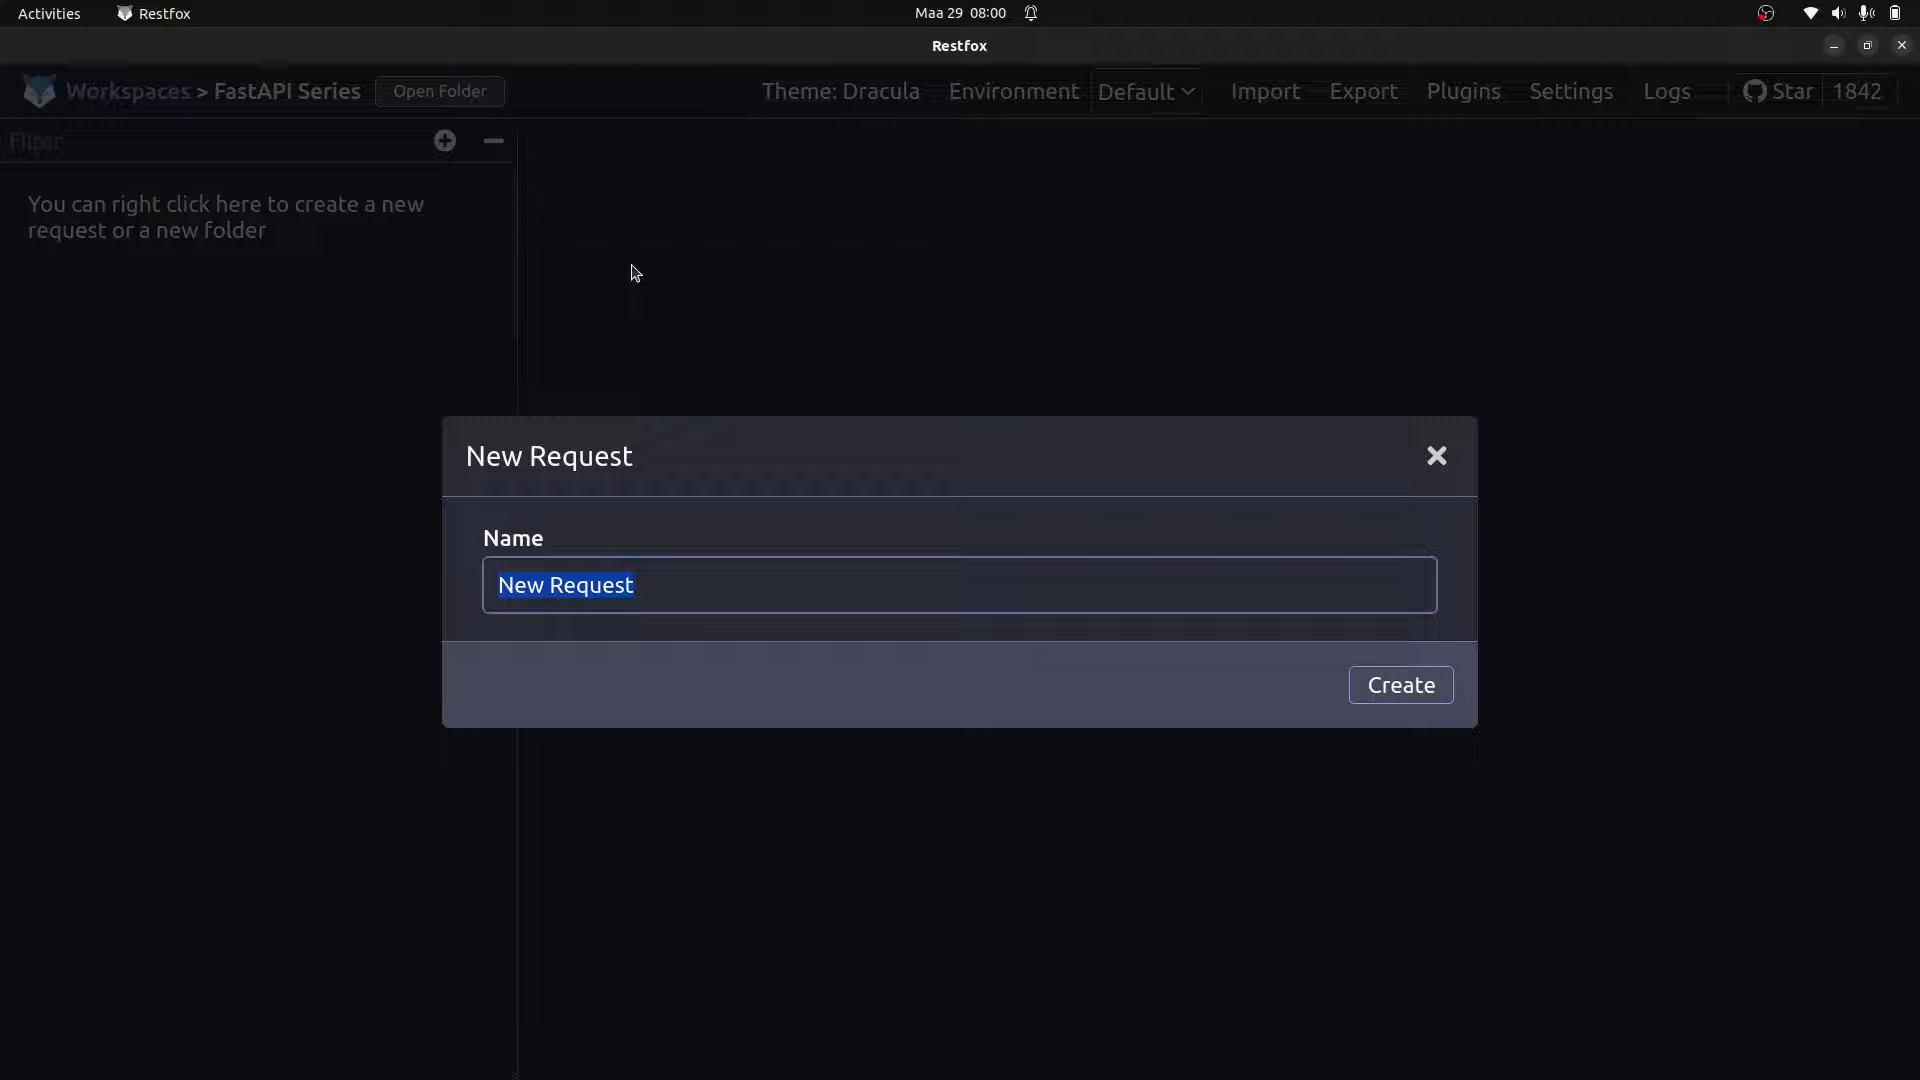 Activities Restfox Maa 29 08:00
Restfox
Workspaces > FastAPI Series Open Folder Theme: Dracula Environment Default Import Export Plugins Settings Logs Star 1842
Filter
You can right click here to create a new
request or a new folder
New Request
Name
New Request
Create